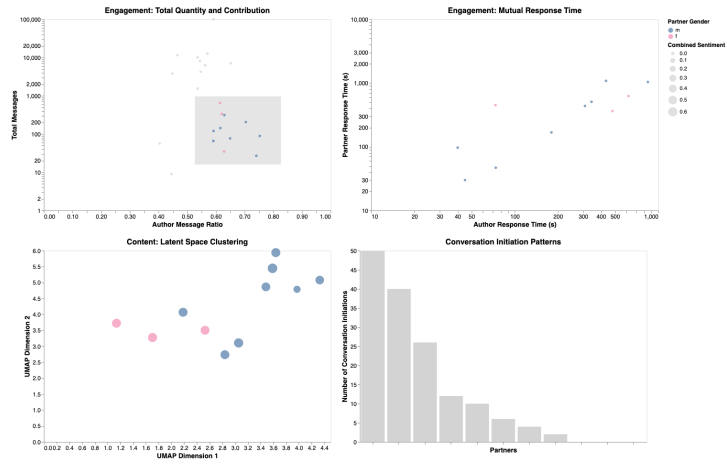 Engagement: Total Quantity and Contribution
100,000
20,000
10,000
2,000
1,000
200
100
20
10
2
1
Total Messages
0.00 0.10 0.20 0.30 0.40 0.50 0.60 0.70 0.80 0.90 1.00
Author Message Ratio
Engagement: Mutual Response Time
10,000
3,000
2,000
1,000
300
200
100
30
20
10
Partner Response Time (s)
10 20 100 200 1,000
Author Response Time (s)
Partner Gender
m
f
Combined Sentiment
0.0
0.1
0.2
0.3
0.4
0.5
0.6
Content: Latent Space Clustering
6.0
5.5
5.0
4.5
4.0
3.5
3.0
2.5
2.0
1.5
1.0
0.5
0.0
UMAP Dimension 2
0.00.2 0.4 0.6 0.8 1.0 1.2 1.4 1.6 1.8 2.0 2.2 2.4 2.6 2.8 3.0 3.2 3.4 3.6 3.8 4.0 4.2 4.4
UMAP Dimension 1
Conversation Initiation Patterns
50
45
40
35
30
25
20
15
10
5
0
Number of Conversation Initiations
Partners